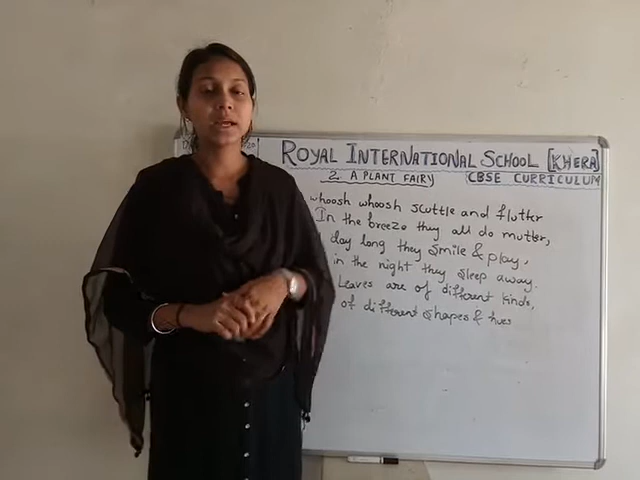 ROYAL INTERNATIONAL SCHOOL [KHERA]
2. A PLANT FAIRY
CBSE CURRICULUM
whoosh whoosh scuttle and flutter
In the breeze they all do mutter,
day long they smile & play,
in the night they sleep away.
Leaves are of different kinds,
of different shapes & hues